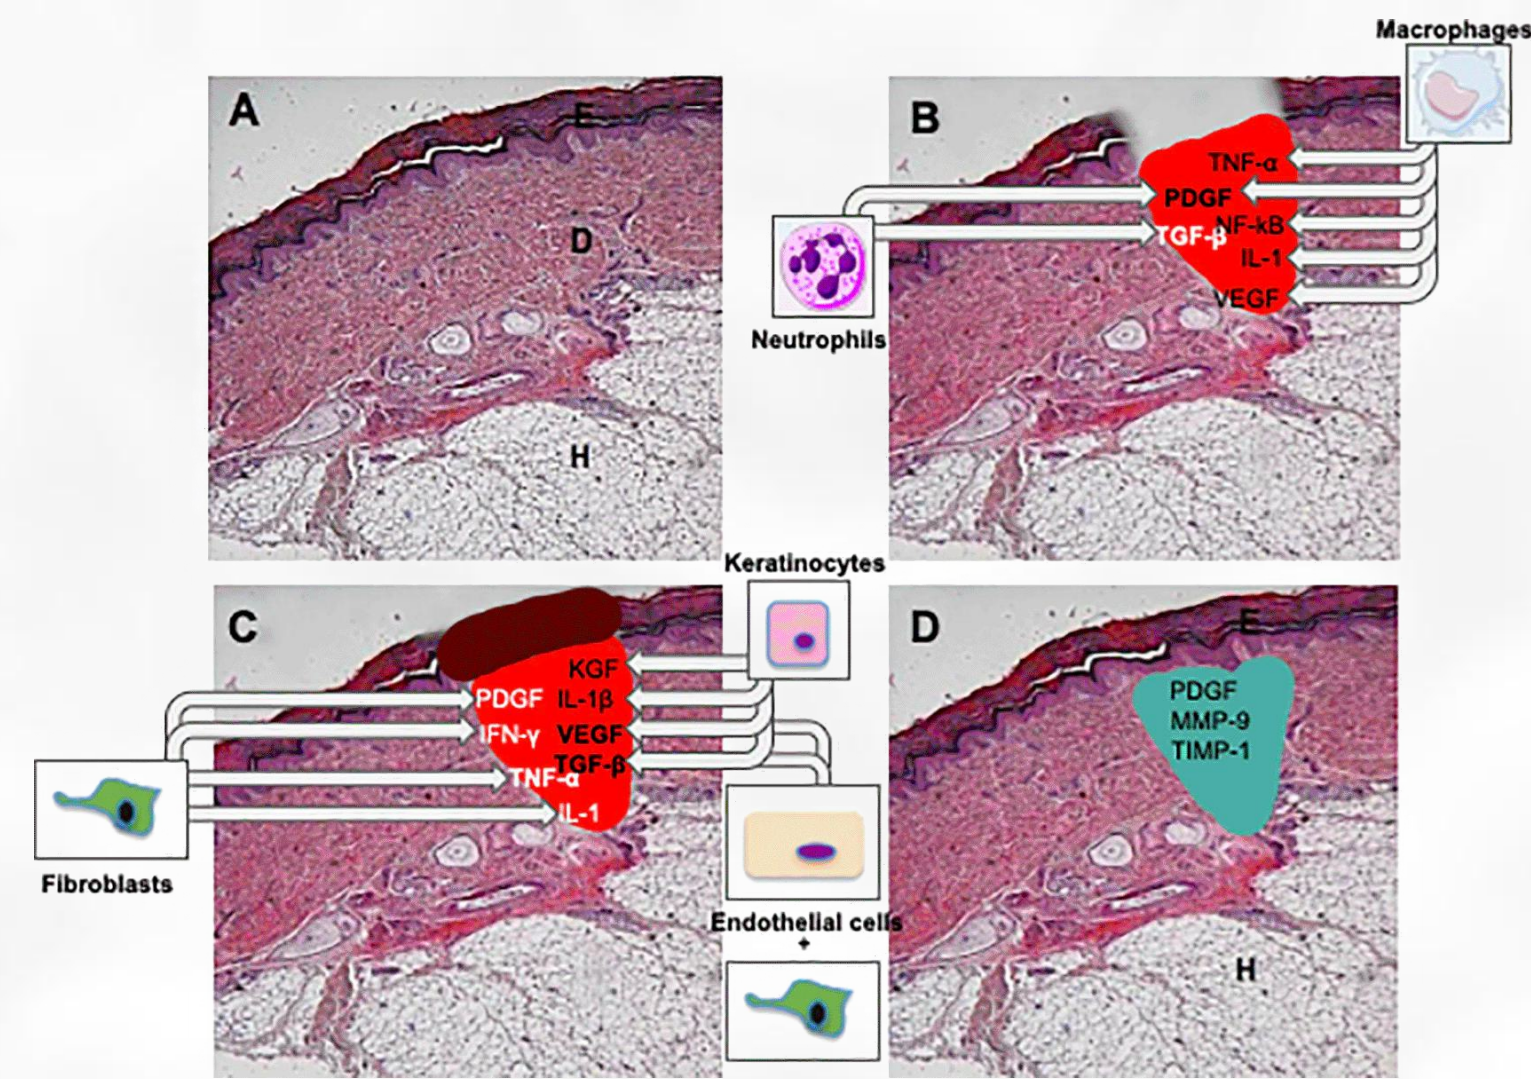 Macrophages
A
E
D
H
B
TNF-α
PDGF
NF-kB
TGF-β
IL-1
VEGF
Neutrophils
Keratinocytes
C
KGF
PDGF IL-1β
IFN-γ VEGF
TGF-β
TNF-α
IL-1
Fibroblasts
Endothelial cells
+
D
E
PDGF
MMP-9
TIMP-1
H